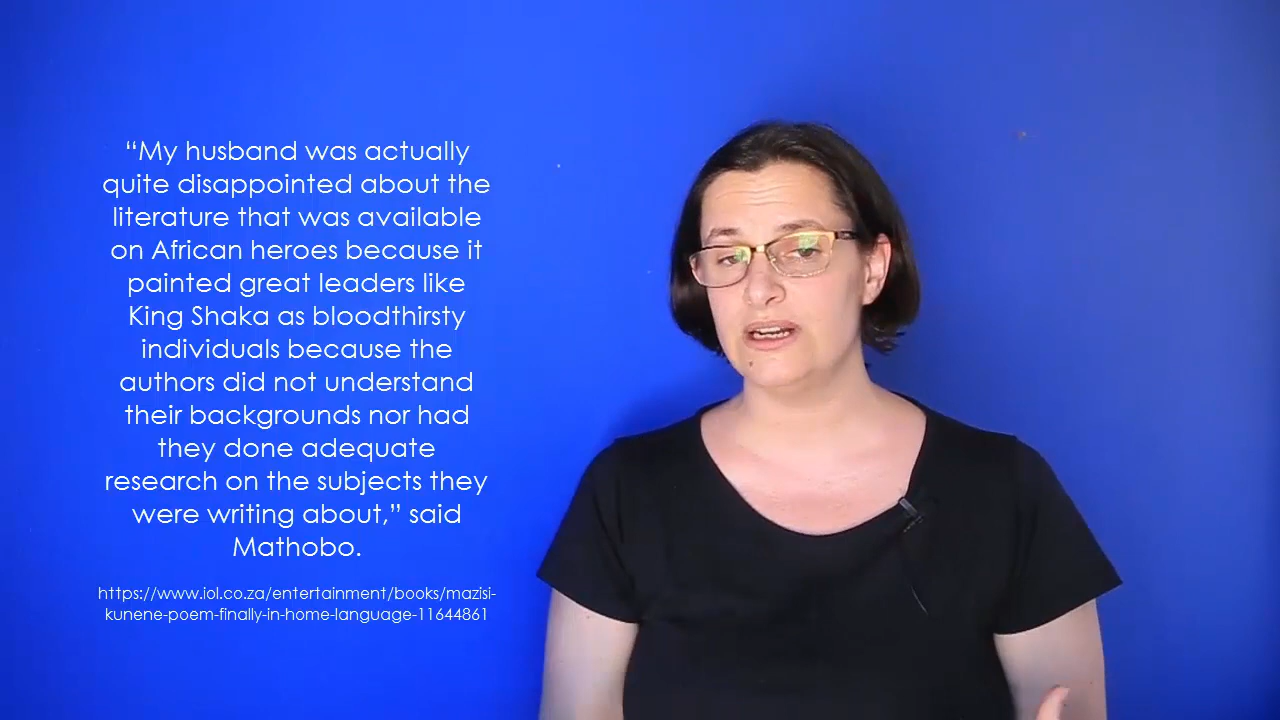 “My husband was actually
quite disappointed about the
literature that was available
on African heroes because it
painted great leaders like
King Shaka as bloodthirsty
individuals because the
authors did not understand
their backgrounds nor had
they done adequate
research on the subjects they
were writing about,” said
Mathobo.
https://www.iol.co.za/entertainment/books/mazisi-
kunene-poem-finally-in-home-language-11644861